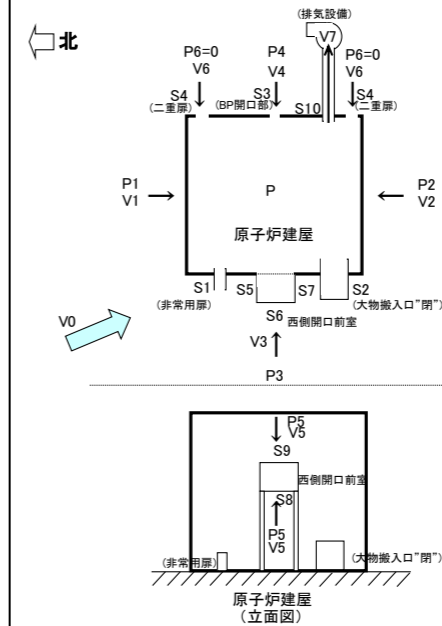 (排気設備)
北
P6=0
V6
P4
V4
V7
P6=0
V6
S4
(二重扉)
S3
(BP開口部)
S10
S4
(二重扉)
P1
V1
P
P2
V2
原子炉建屋
S1
S5
S7
S2
(非常用扉)
S6
西側開口前室
(大物搬入口"閉")
V0
V3
P3
P5
V5
S9
西側開口前室
S8
P5
V5
(非常用扉)
(大物搬入口"閉")
原子炉建屋
(立面図)